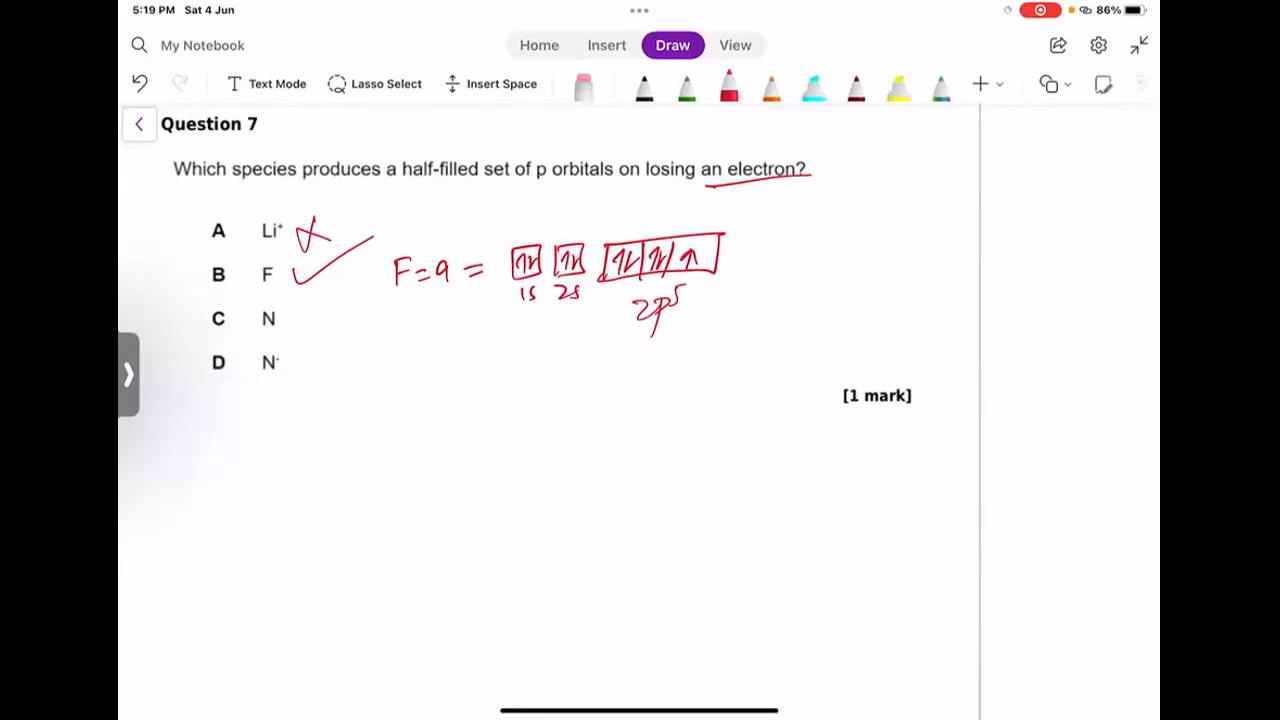 5:19 PM Sat 4 Jun
86%
My Notebook
Home Insert Draw View
Text Mode Lasso Select Insert Space
Question 7
Which species produces a half-filled set of p orbitals on losing an electron?
A Li⁺
B F
F = 9 =
1s 2s
2p⁵
C N
D N⁻
[1 mark]